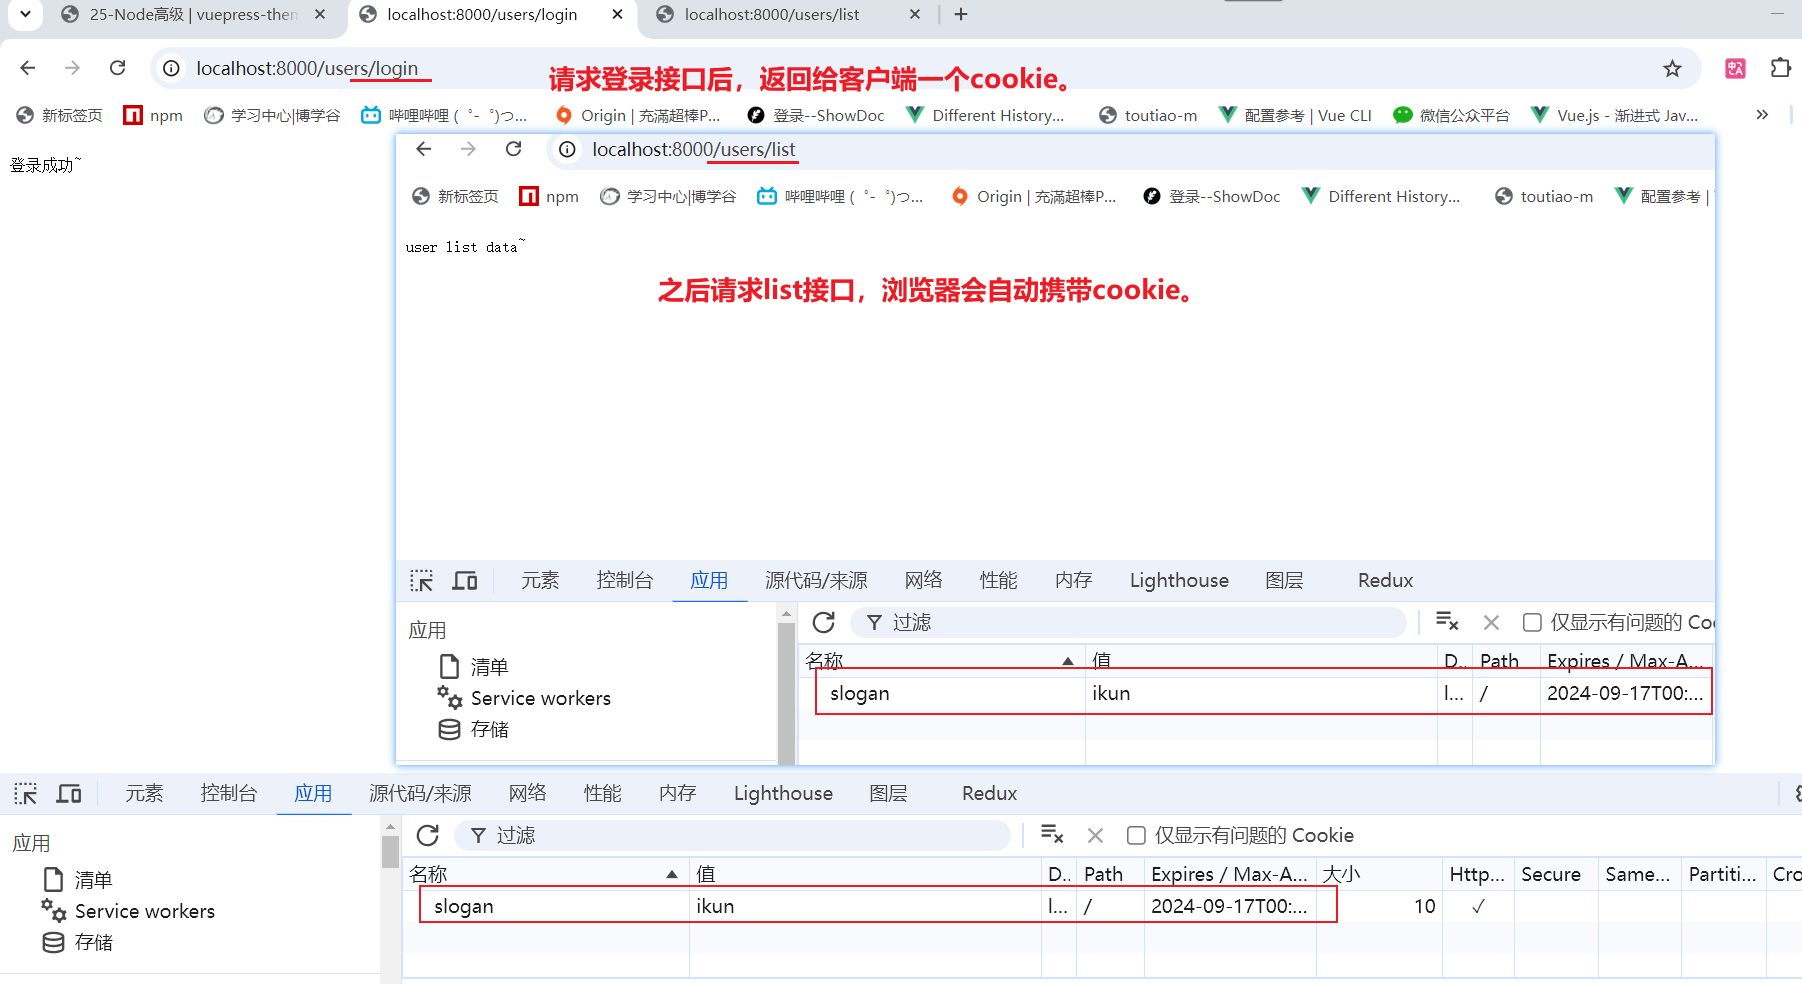 25-Node高级 | vuepress-then
localhost:8000/users/login
localhost:8000/users/list
localhost:8000/users/login
请求登录接口后，返回给客户端一个cookie。
新标签页 npm 学习中心|博学谷 哔哩哔哩 (゜-゜)つ... Origin | 充满超棒P... 登录--ShowDoc Different History... toutiao-m 配置参考 | Vue CLI 微信公众平台 Vue.js - 渐进式 Jav...
登录成功~
localhost:8000/users/list
新标签页 npm 学习中心|博学谷 哔哩哔哩 (゜-゜)つ... Origin | 充满超棒P... 登录--ShowDoc Different History... toutiao-m 配置参考 |
user list data~
之后请求list接口，浏览器会自动携带cookie。
元素 控制台 应用 源代码/来源 网络 性能 内存 Lighthouse 图层 Redux
应用
过滤 仅显示有问题的 Coo
名称 值 D.. Path Expires / Max-A...
清单
slogan ikun l... / 2024-09-17T00:...
Service workers
存储
元素 控制台 应用 源代码/来源 网络 性能 内存 Lighthouse 图层 Redux
应用
过滤 仅显示有问题的 Cookie
名称 值 D.. Path Expires / Max-A... 大小 Http... Secure Same... Partiti... Cro
清单
slogan ikun l... / 2024-09-17T00:... 10 ✓
Service workers
存储